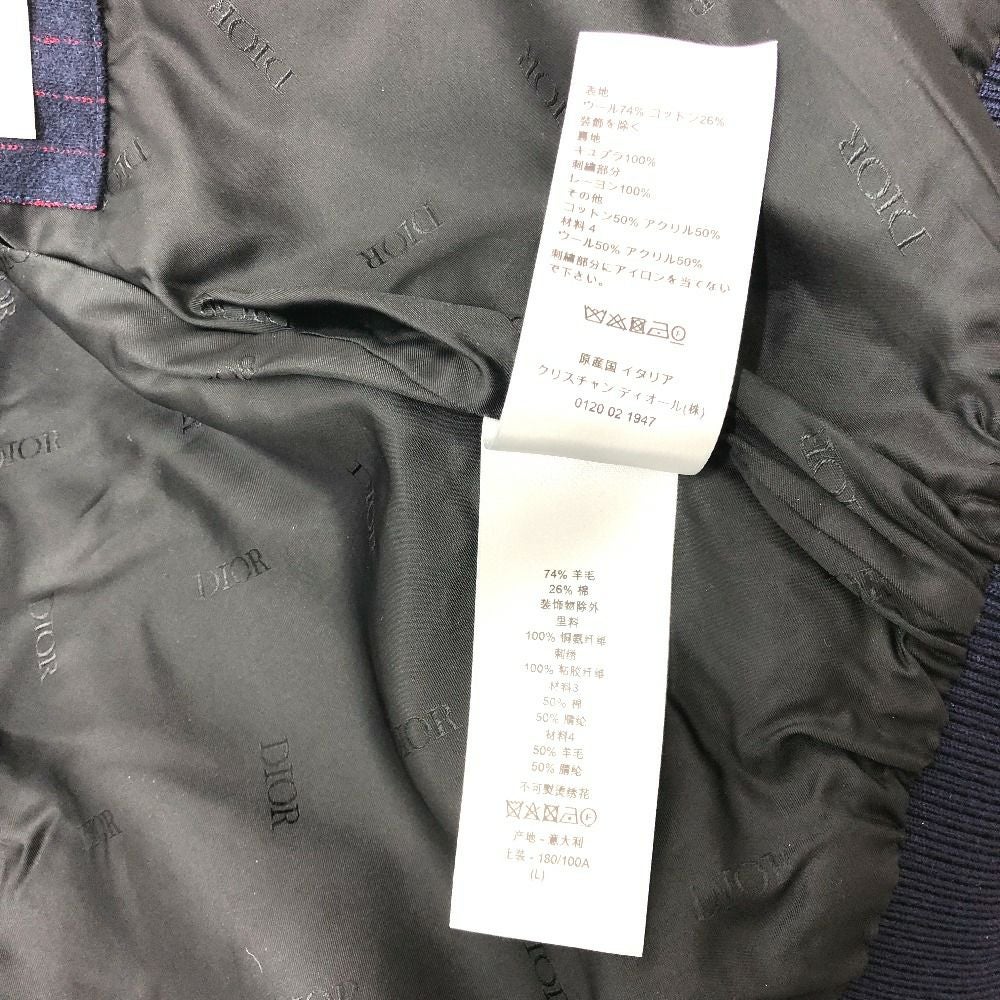 表地
ウール74% コットン26%
装飾を除く
裏地
キュプラ100%
刺繍部分
レーヨン100%
その他
コットン50% アクリル50%
材料 4
ウール50% アクリル50%
刺繍部分にアイロンを当てない
で下さい。
原産国 イタリア
クリスチャン ディオール(株)
0120 02 1947
74% 羊毛
26% 棉
装饰物除外
里料
100% 铜氨纤维
刺绣
100% 粘胶纤维
材料3
50% 棉
50% 腈纶
材料4
50% 羊毛
50% 腈纶
不可熨烫绣花
产地 - 意大利
上装 - 180/100A
(L)
DIOR
DIOR
DIOR
DIOR
DIOR
DIOR
DIOR
DIOR